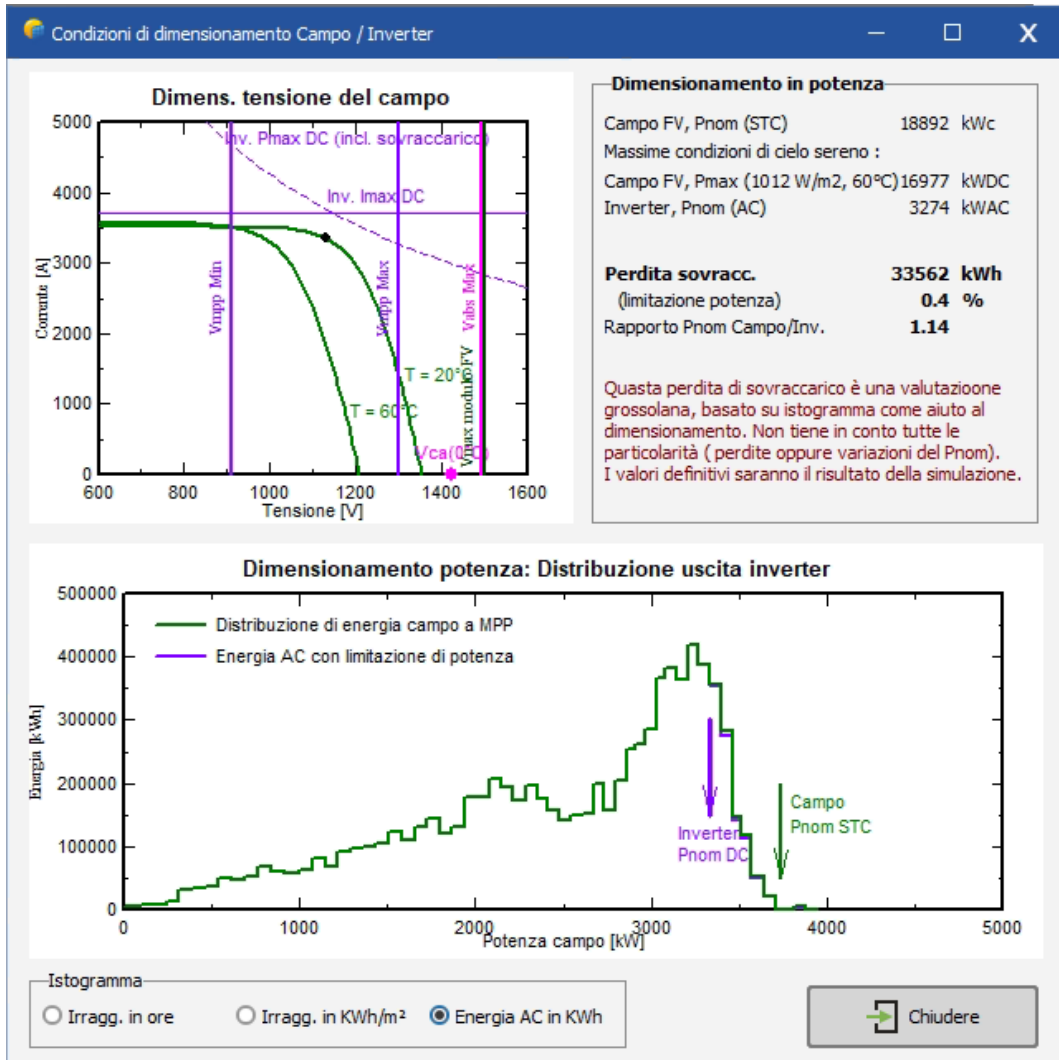 Condizioni di dimensionamento Campo / Inverter
Dimens. tensione del campo
5000
4000
3000
2000
1000
0
Corrente [A]
Inv. Pmax DC (incl. sovraccarico)
Inv. Imax DC
Vmpp Min
Vmpp Max
Vabs Max
Vmax modulo FV
T = 20°C
T = 60°C
Vca(0°C)
600
800
1000
1200
1400
1600
Tensione [V]
Dimensionamento in potenza
Campo FV, Pnom (STC) 18892 kWc
Massime condizioni di cielo sereno :
Campo FV, Pmax (1012 W/m2, 60°C) 16977 kWDC
Inverter, Pnom (AC) 3274 kWAC
Perdita sovracc. 33562 kWh
(limitazione potenza) 0.4 %
Rapporto Pnom Campo/Inv. 1.14
Quasta perdita di sovraccarico è una valutazioone
grossolana, basato su istogramma come aiuto al
dimensionamento. Non tiene in conto tutte le
particolarità ( perdite oppure variazioni del Pnom).
I valori definitivi saranno il risultato della simulazione.
Dimensionamento potenza: Distribuzione uscita inverter
500000
400000
300000
200000
100000
0
Energia [kWh]
Distribuzione di energia campo a MPP
Energia AC con limitazione di potenza
Inverter
Pnom DC
Campo
Pnom STC
0
1000
2000
3000
4000
5000
Potenza campo [kW]
Istogramma
Irragg. in ore
Irragg. in KWh/m²
Energia AC in KWh
Chiudere